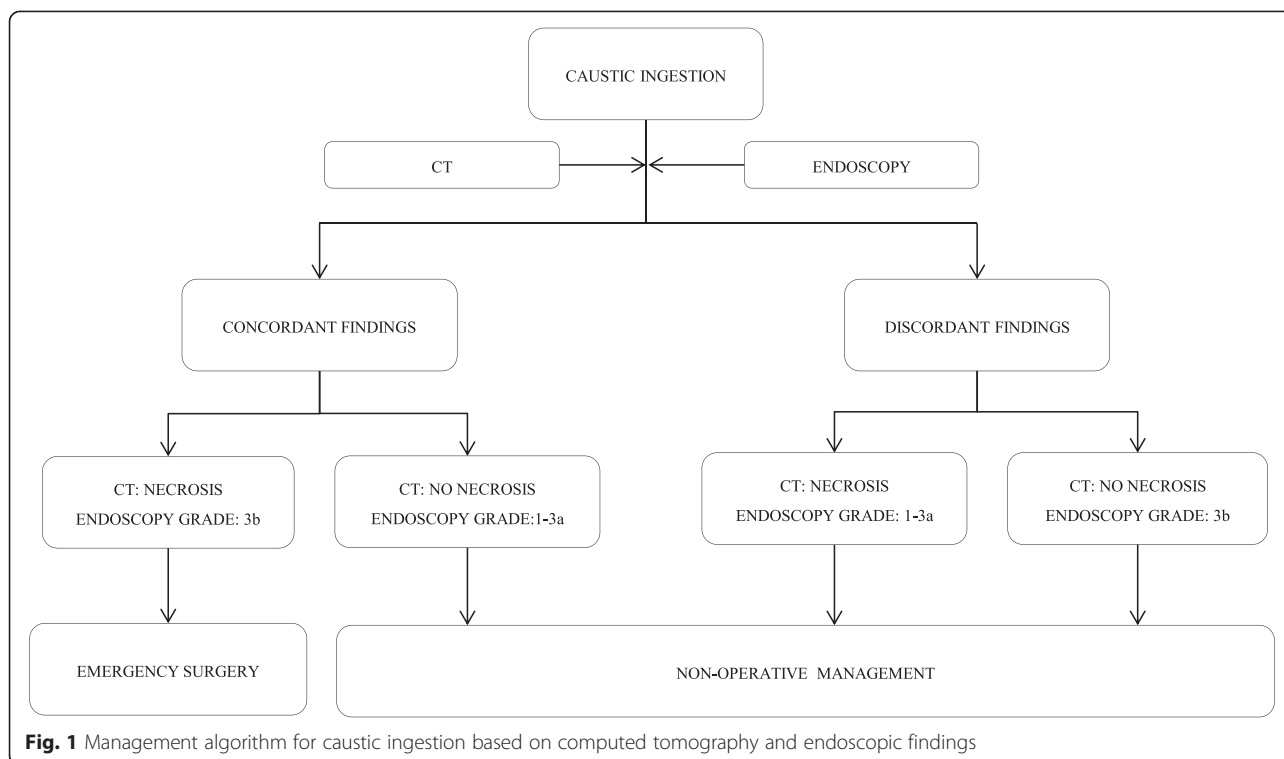 CAUSTIC INGESTION
CT
ENDOSCOPY
CONCORDANT FINDINGS
DISCORDANT FINDINGS
CT: NECROSIS
ENDOSCOPY GRADE: 3b
CT: NO NECROSIS
ENDOSCOPY GRADE:1-3a
CT: NECROSIS
ENDOSCOPY GRADE: 1-3a
CT: NO NECROSIS
ENDOSCOPY GRADE: 3b
EMERGENCY SURGERY
NON-OPERATIVE MANAGEMENT
Fig. 1 Management algorithm for caustic ingestion based on computed tomography and endoscopic findings